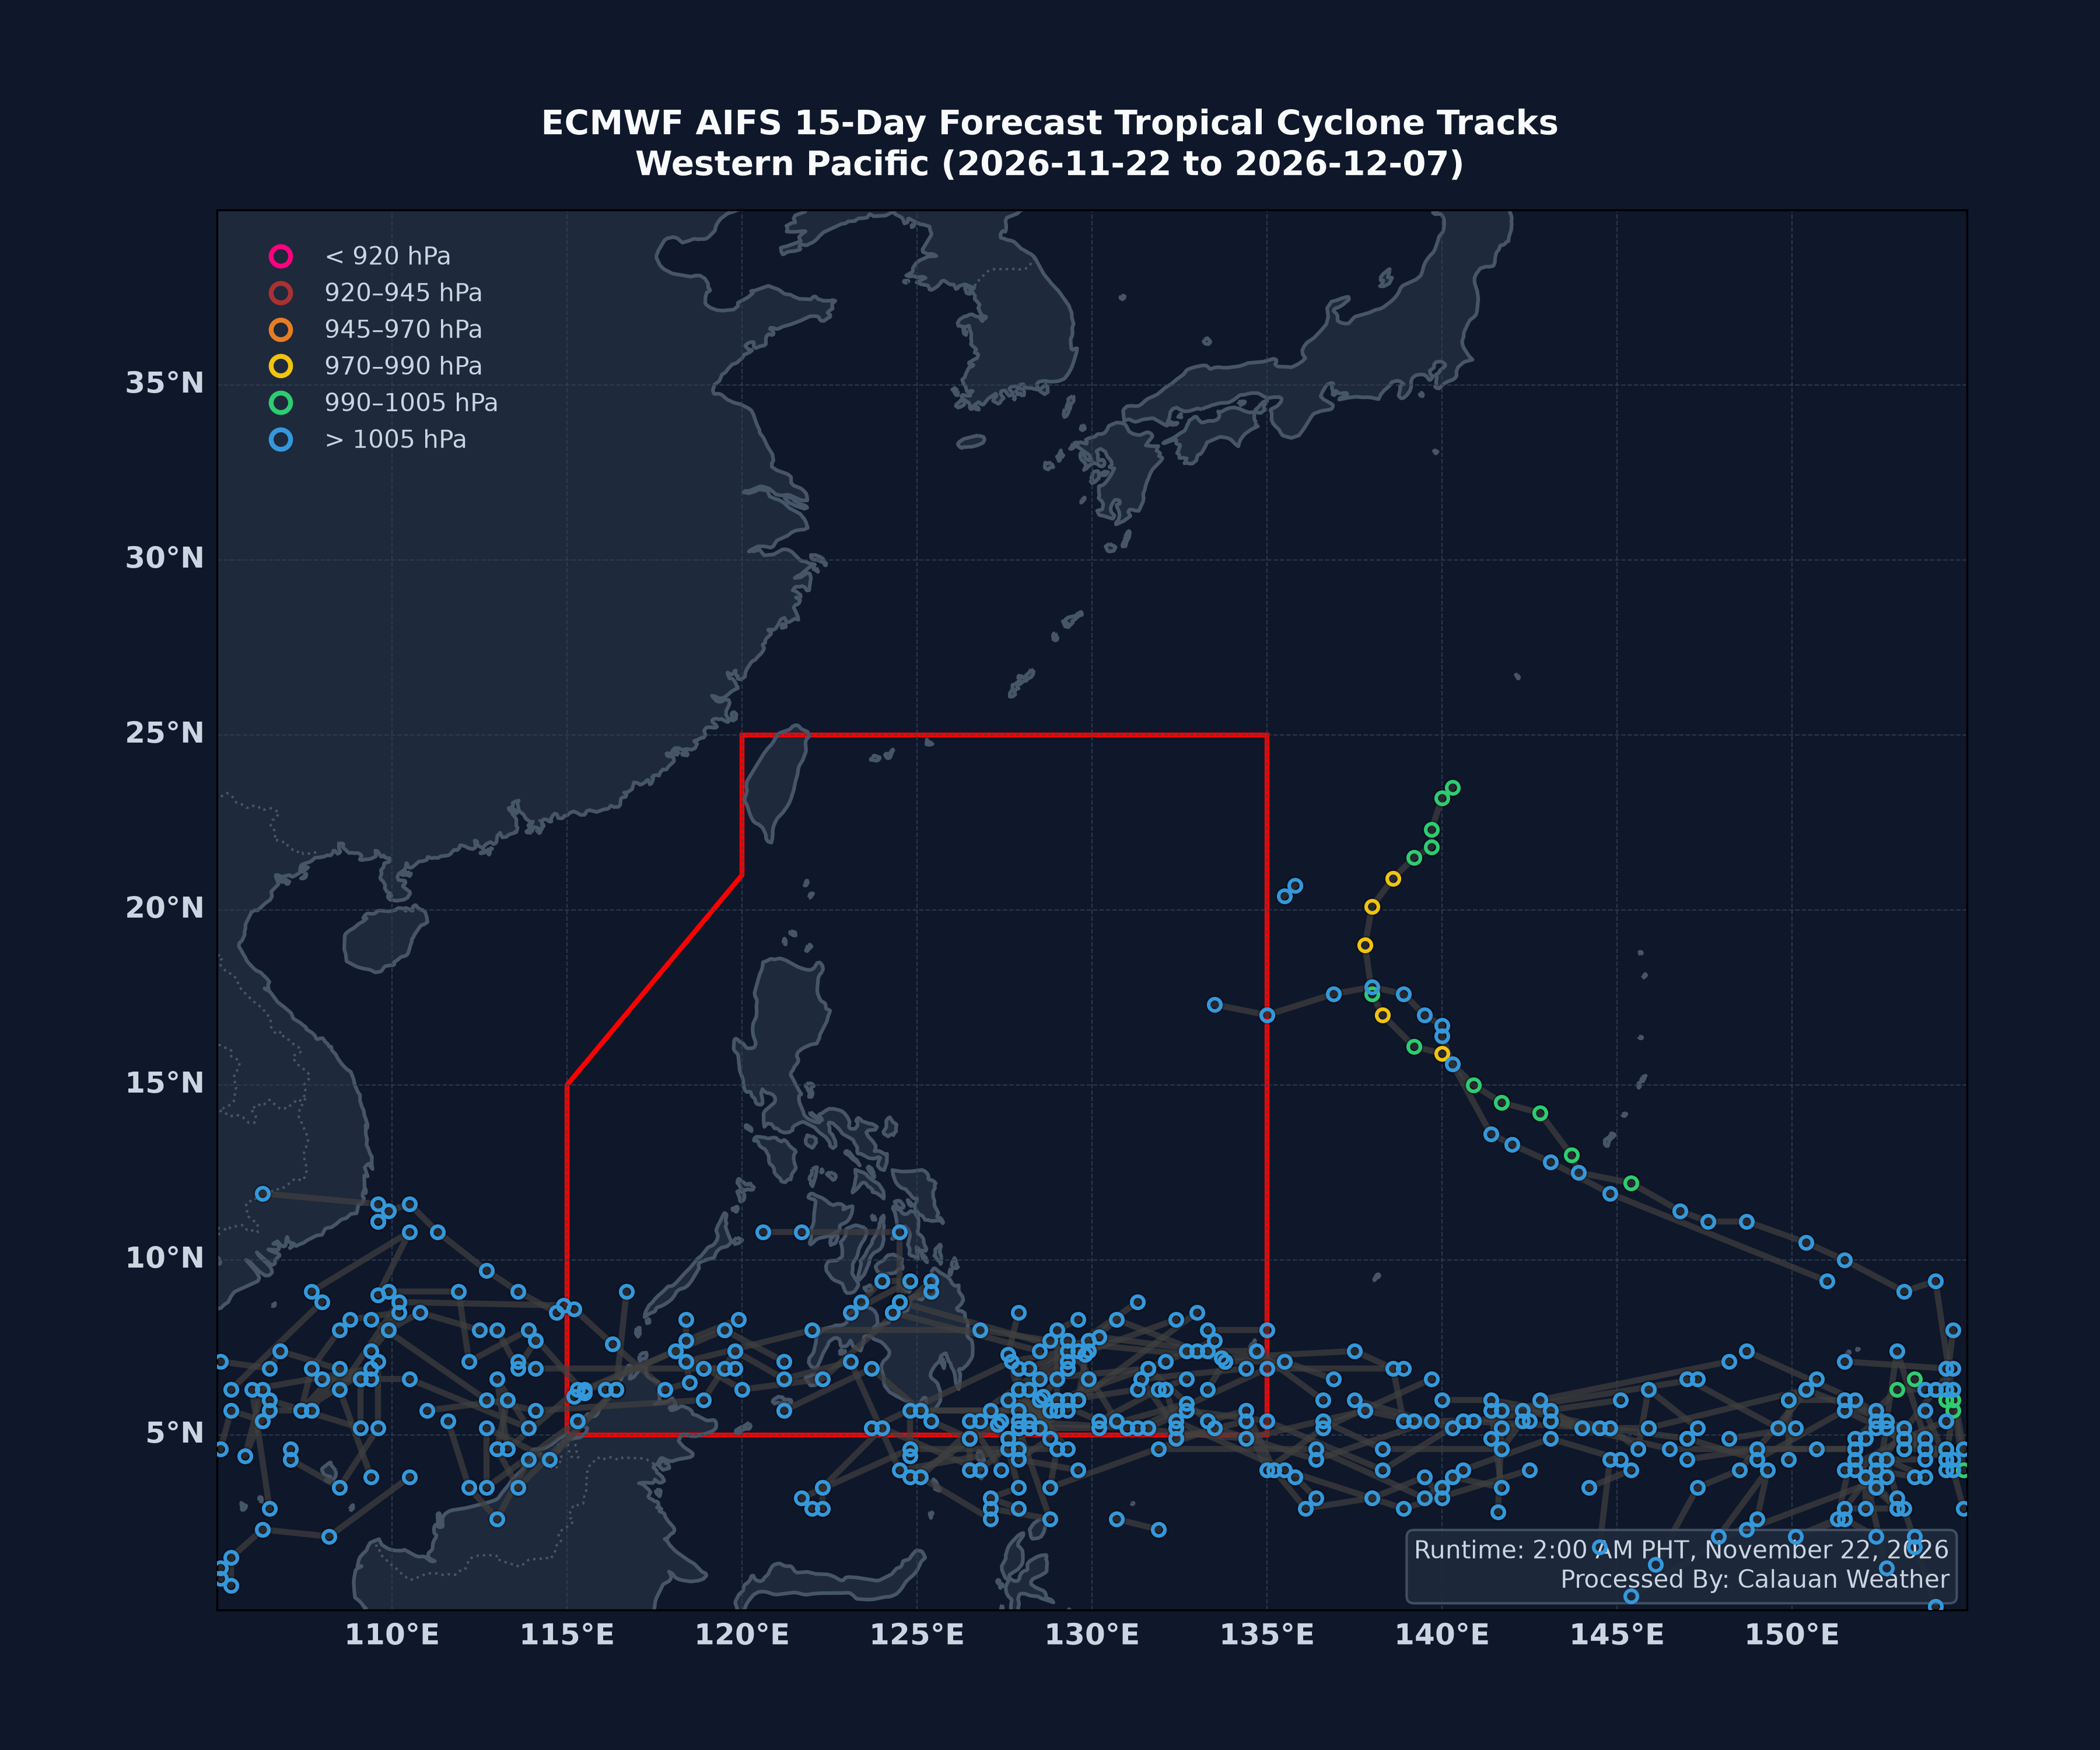 ECMWF AIFS 15-Day Forecast Tropical Cyclone Tracks
Western Pacific (2026-11-22 to 2026-12-07)
< 920 hPa
920–945 hPa
945–970 hPa
970–990 hPa
990–1005 hPa
> 1005 hPa
35°N
30°N
25°N
20°N
15°N
10°N
5°N
Runtime: 2:00 AM PHT, November 22, 2026
Processed By: Calauan Weather
110°E 115°E 120°E 125°E 130°E 135°E 140°E 145°E 150°E